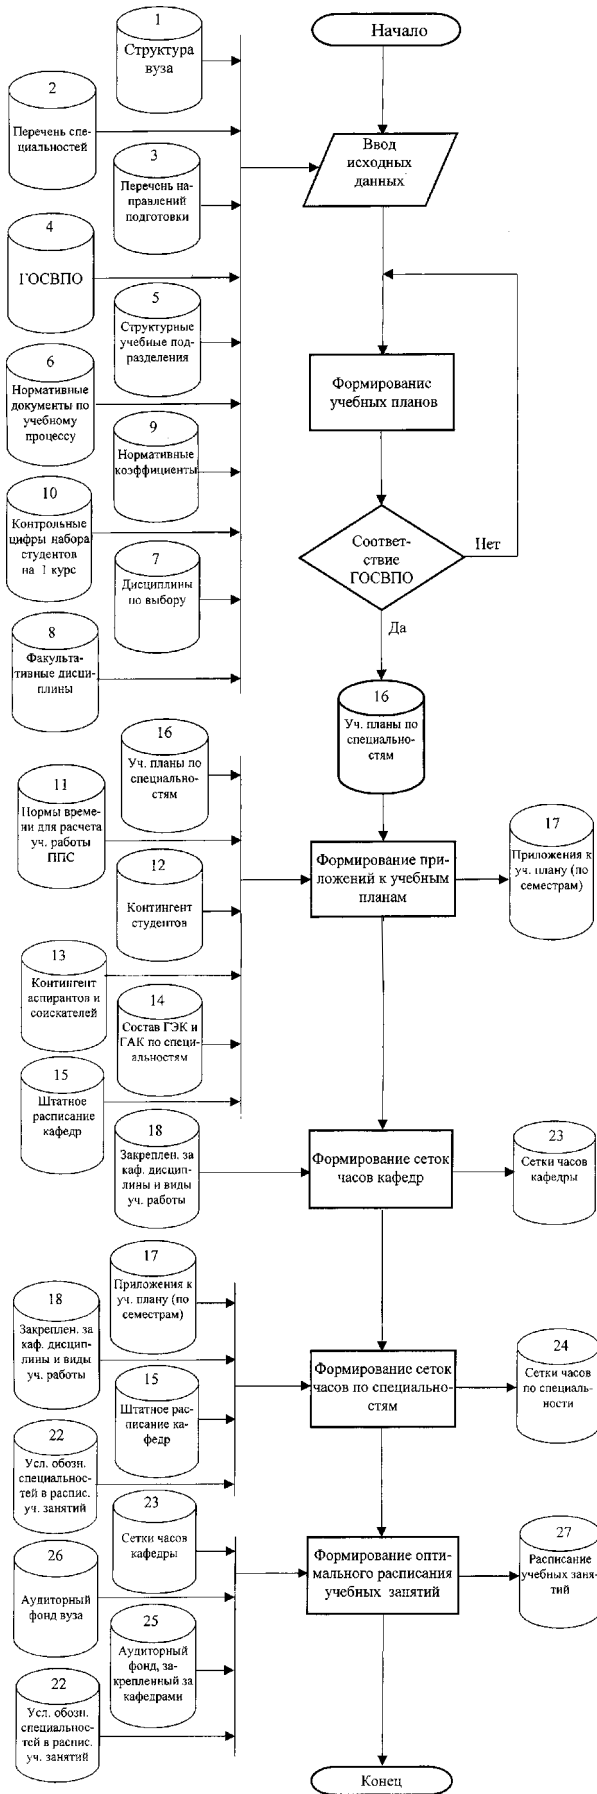 1
Структура
вуза
Начало
2
Перечень спе-
циальностей
Ввод
исходных
данных
3
Перечень на-
правлений
подготовки
4
ГОСВПО
5
Структурные
учебные под-
разделения
6
Нормативные
документы по
учебному
процессу
Формирование
учебных планов
9
Нормативные
коэффициенты
10
Контрольные
цифры набора
студентов
на 1 курс
Соответ-
ствие
ГОСВПО
Нет
7
Дисциплины
по выбору
Да
8
Факульта-
тивные дисци-
плины
16
Уч. планы по
специально-
стям
16
Уч. планы по
специально-
стям
11
Нормы време-
ни для расчета
уч. работы
ППС
Формирование при-
ложений к учебным
планам
17
Приложения к
уч. плану (по
семестрам)
12
Контингент
студентов
13
Контингент
аспирантов и
соискателей
14
Состав ГЭК и
ГАК по специ-
альностям
15
Штатное
расписание
кафедр
18
Закреплен. за
каф. дисцип-
лины и виды
уч. работы
Формирование сеток
часов кафедр
23
Сетки часов
кафедры
17
Приложения к
уч. плану (по
семестрам)
18
Закреплен. за
каф. дисцип-
лины и виды
уч. работы
Формирование сеток
часов по специально-
стям
24
Сетки часов
по специаль-
ности
15
Штатное рас-
писание ка-
федр
22
Усл. обозн.
специальнос-
тей в распис.
уч. занятий
23
Сетки часов
кафедры
Формирование опти-
мального расписания
учебных занятий
27
Расписание
учебных заня-
тий
26
Аудиторный
фонд вуза
25
Аудиторный
фонд, за-
крепленный за
кафедрами
22
Усл. обозн.
специальнос-
тей в распис.
уч. занятий
Конец